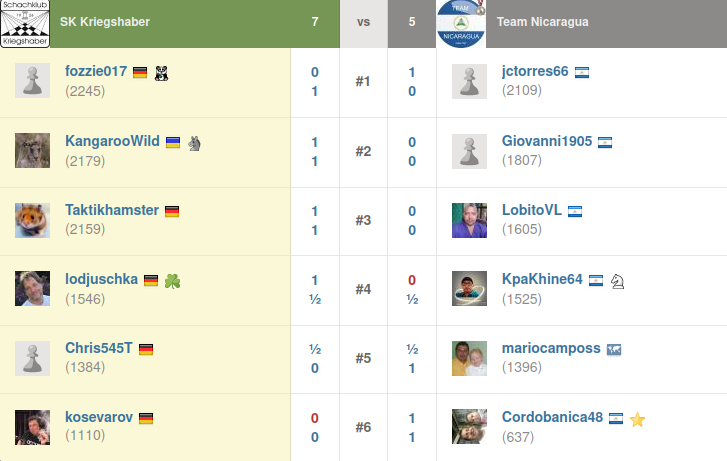 Schachklub
Kriegshaber
SK Kriegshaber 7 vs 5 TEAM NICARAGUA Team Nicaragua
fozzie017 0 #1 1 jctorres66
(2245) 1 0 (2109)
KangarooWild 1 #2 0 Giovanni1905
(2179) 1 0 (1807)
Taktikhamster 1 #3 0 LobitoVL
(2159) 1 0 (1605)
lodjuschka 1 #4 0 KpaKhine64
(1546) ½ ½ (1525)
Chris545T ½ #5 ½ mariocamposs
(1384) 0 1 (1396)
kosevarov 0 #6 1 Cordobanica48
(1110) 0 1 (637)